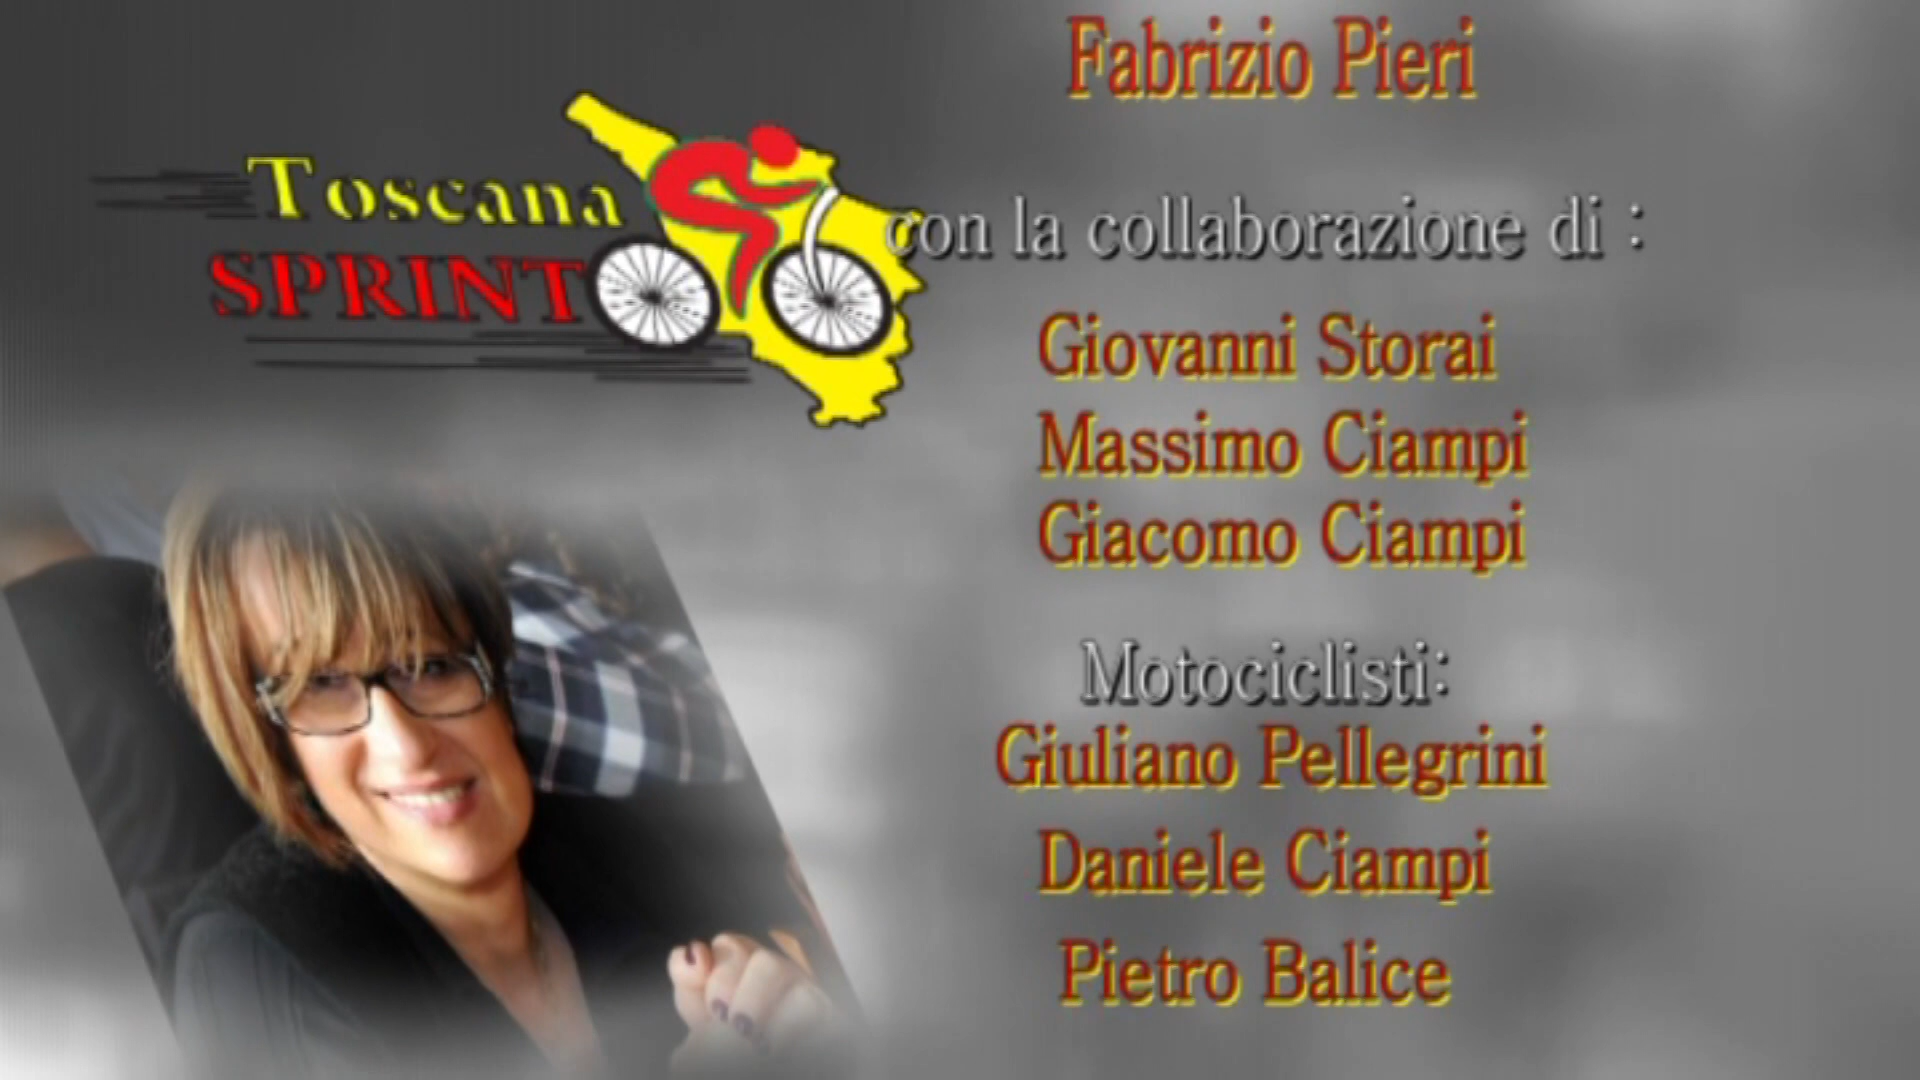 Toscana
SPRINT
Fabrizio Pieri
con la collaborazione di :
Giovanni Storai
Massimo Ciampi
Giacomo Ciampi
Motociclisti:
Giuliano Pellegrini
Daniele Ciampi
Pietro Balice